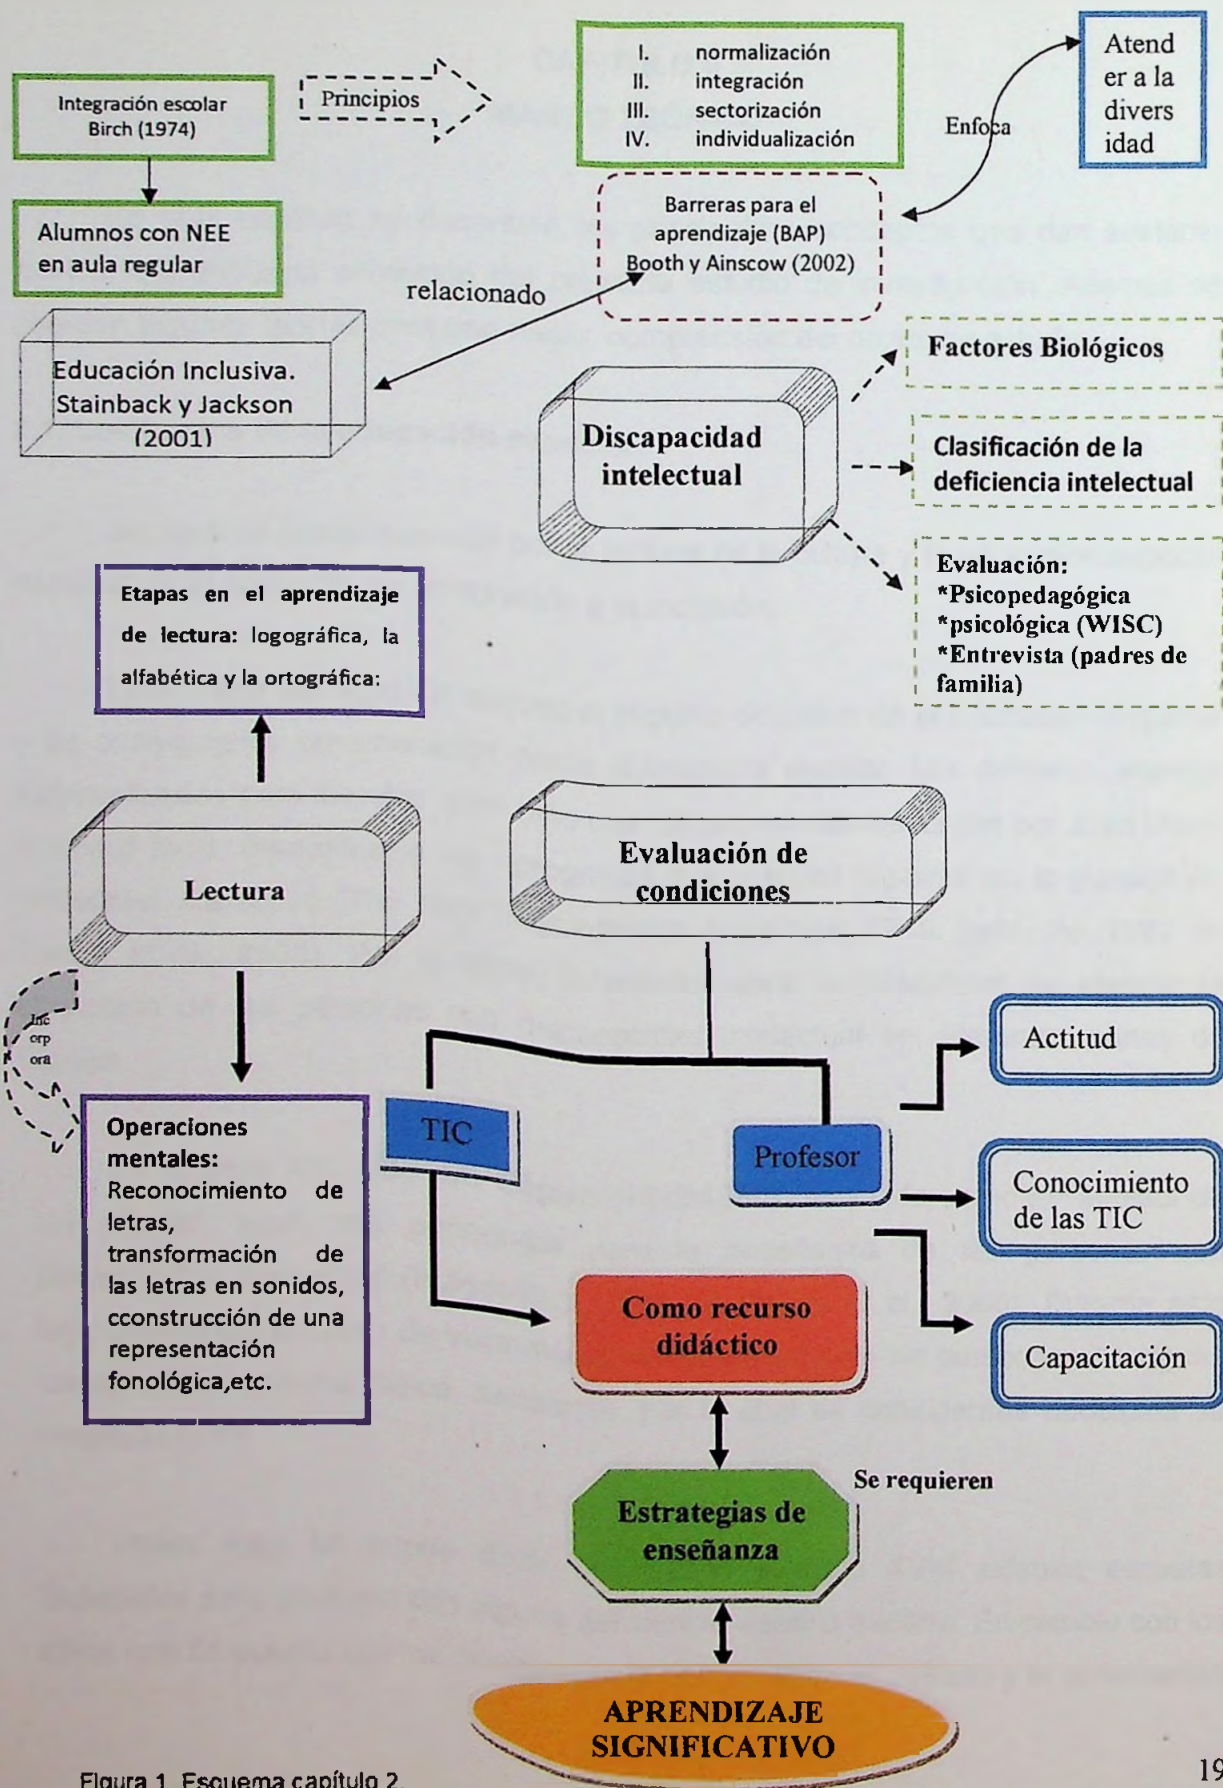 Integración escolar
Birch (1974)
Principios
I. normalización
II. integración
III. sectorización
IV. individualización
Enfoca
Atend
er a la
divers
idad
Alumnos con NEE
en aula regular
Barreras para el
aprendizaje (BAP)
Booth y Ainscow (2002)
relacionado
Educación Inclusiva.
Stainback y Jackson
(2001)
Discapacidad
intelectual
Factores Biológicos
Clasificación de la
deficiencia intelectual
Evaluación:
*Psicopedagógica
*psicológica (WISC)
*Entrevista (padres de
familia)
Etapas en el aprendizaje
de lectura: logográfica, la
alfabética y la ortográfica:
Lectura
Evaluación de
condiciones
Inc
orp
ora
Operaciones
mentales:
Reconocimiento de
letras,
transformación de
las letras en sonidos,
cconstrucción de una
representación
fonológica,etc.
TIC
Profesor
Actitud
Conocimiento
de las TIC
Capacitación
Como recurso
didáctico
Se requieren
Estrategias de
enseñanza
APRENDIZAJE
SIGNIFICATIVO
Figura 1. Esquema capítulo 2.
19